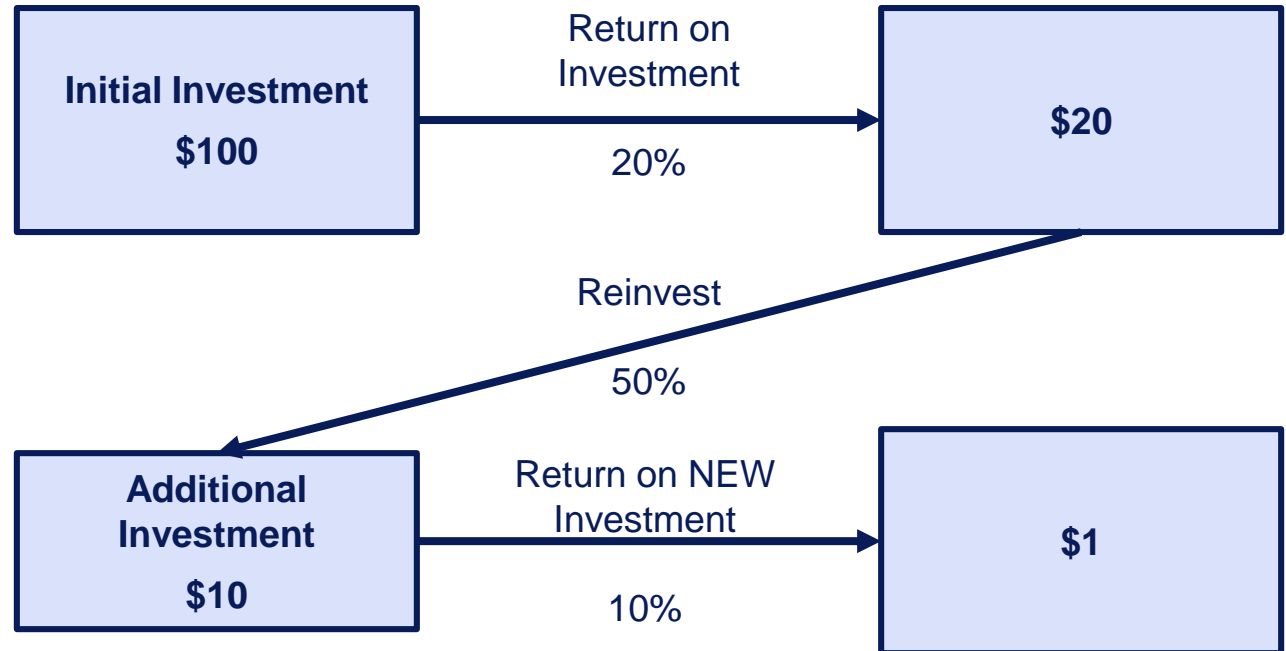 Initial Investment
$100
Return on
Investment
20%
$20
Reinvest
50%
Additional
Investment
$10
Return on NEW
Investment
10%
$1